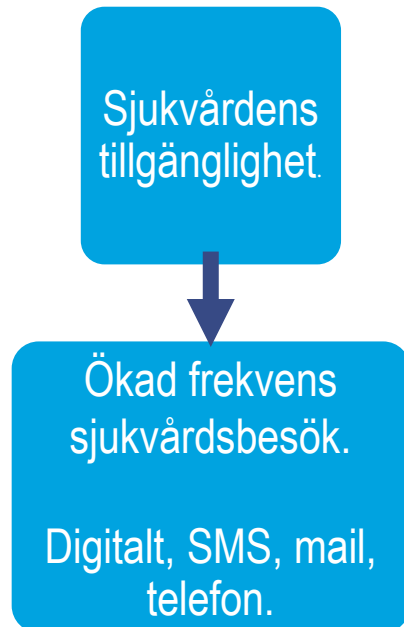 Sjukvårdens
tillgänglighet.
Ökad frekvens
sjukvårdsbesök.
Digitalt, SMS, mail,
telefon.